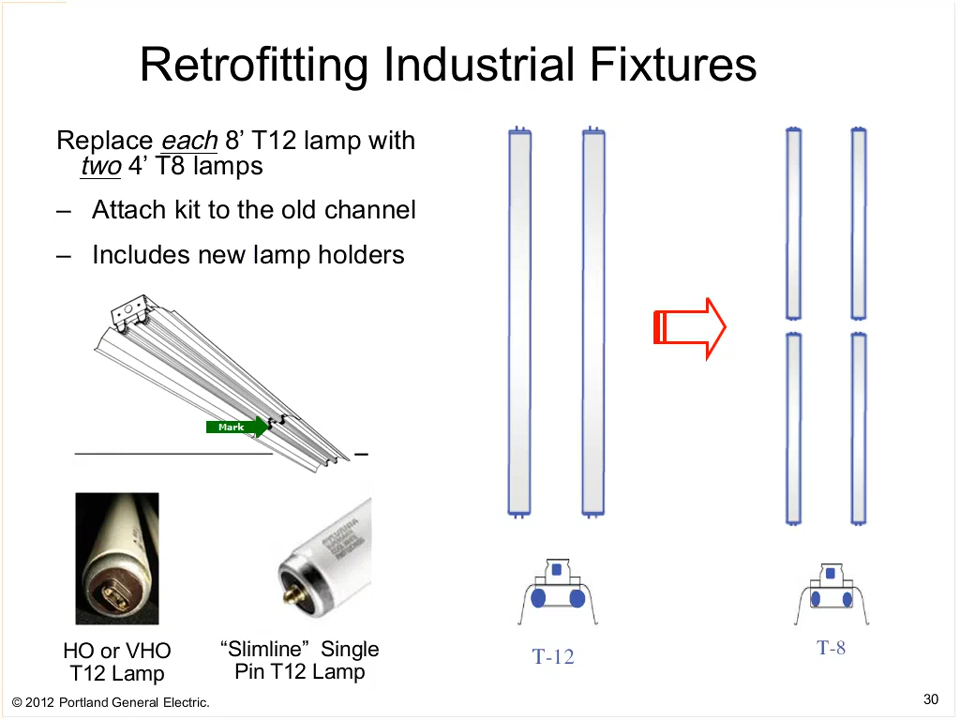 Retrofitting Industrial Fixtures
Replace each 8’ T12 lamp with
two 4’ T8 lamps
– Attach kit to the old channel
– Includes new lamp holders
Mark
HO or VHO
T12 Lamp
“Slimline” Single
Pin T12 Lamp
T-12
T-8
© 2012 Portland General Electric.
30